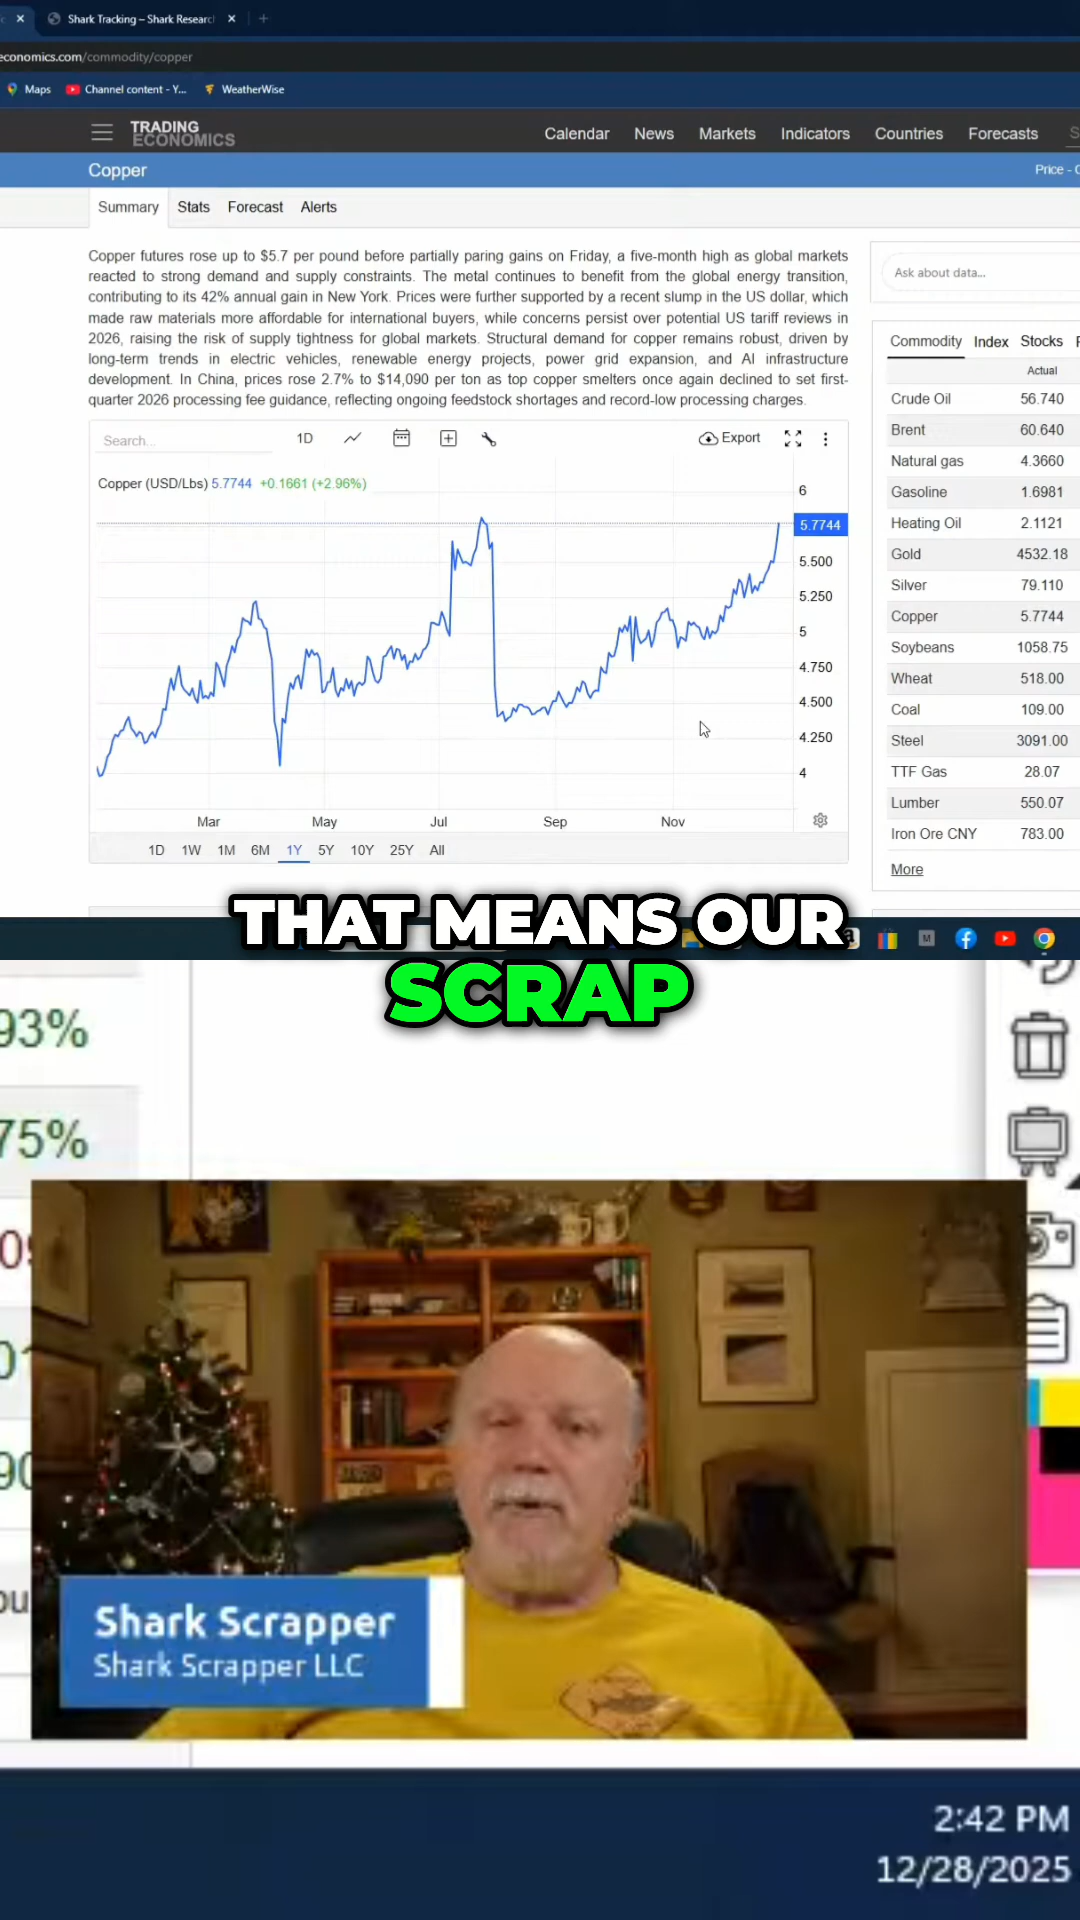 Shark Tracking – Shark Researc
economics.com/commodity/copper
Maps
Channel content - Y...
WeatherWise
TRADING
ECONOMICS
Calendar News Markets Indicators Countries Forecasts
Copper
Price -
Summary Stats Forecast Alerts
Copper futures rose up to $5.7 per pound before partially paring gains on Friday, a five-month high as global markets
reacted to strong demand and supply constraints. The metal continues to benefit from the global energy transition,
contributing to its 42% annual gain in New York. Prices were further supported by a recent slump in the US dollar, which
made raw materials more affordable for international buyers, while concerns persist over potential US tariff reviews in
2026, raising the risk of supply tightness for global markets. Structural demand for copper remains robust, driven by
long-term trends in electric vehicles, renewable energy projects, power grid expansion, and AI infrastructure
development. In China, prices rose 2.7% to $14,090 per ton as top copper smelters once again declined to set first-
quarter 2026 processing fee guidance, reflecting ongoing feedstock shortages and record-low processing charges.
Search...
1D
Export
Copper (USD/Lbs) 5.7744 +0.1661 (+2.96%)
6
5.7744
5.500
5.250
5
4.750
4.500
4.250
4
Mar May Jul Sep Nov
1D 1W 1M 6M 1Y 5Y 10Y 25Y All
Ask about data...
Commodity Index Stocks
Actual
Crude Oil 56.740
Brent 60.640
Natural gas 4.3660
Gasoline 1.6981
Heating Oil 2.1121
Gold 4532.18
Silver 79.110
Copper 5.7744
Soybeans 1058.75
Wheat 518.00
Coal 109.00
Steel 3091.00
TTF Gas 28.07
Lumber 550.07
Iron Ore CNY 783.00
More
THAT MEANS OUR
SCRAP
93%
75%
Shark Scrapper
Shark Scrapper LLC
2:42 PM
12/28/2025